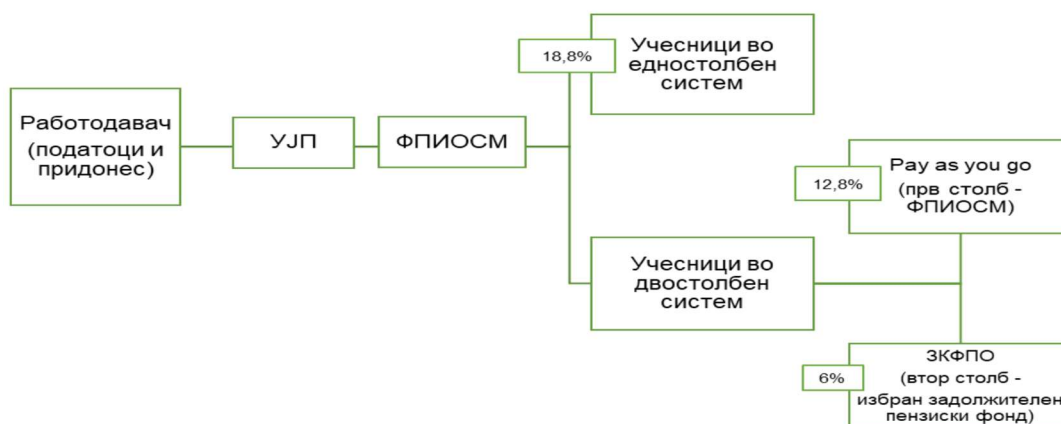 18,8%
Учесници во
едностолбен
систем
Работодавач
(податоци и
придонес)
УЈП
ФПИОСМ
Pay as you go
(прв столб -
ФПИОСМ)
12,8%
Учесници во
двостолбен
систем
ЗКФПО
(втор столб -
избран задолжителен
пензиски фонд)
6%